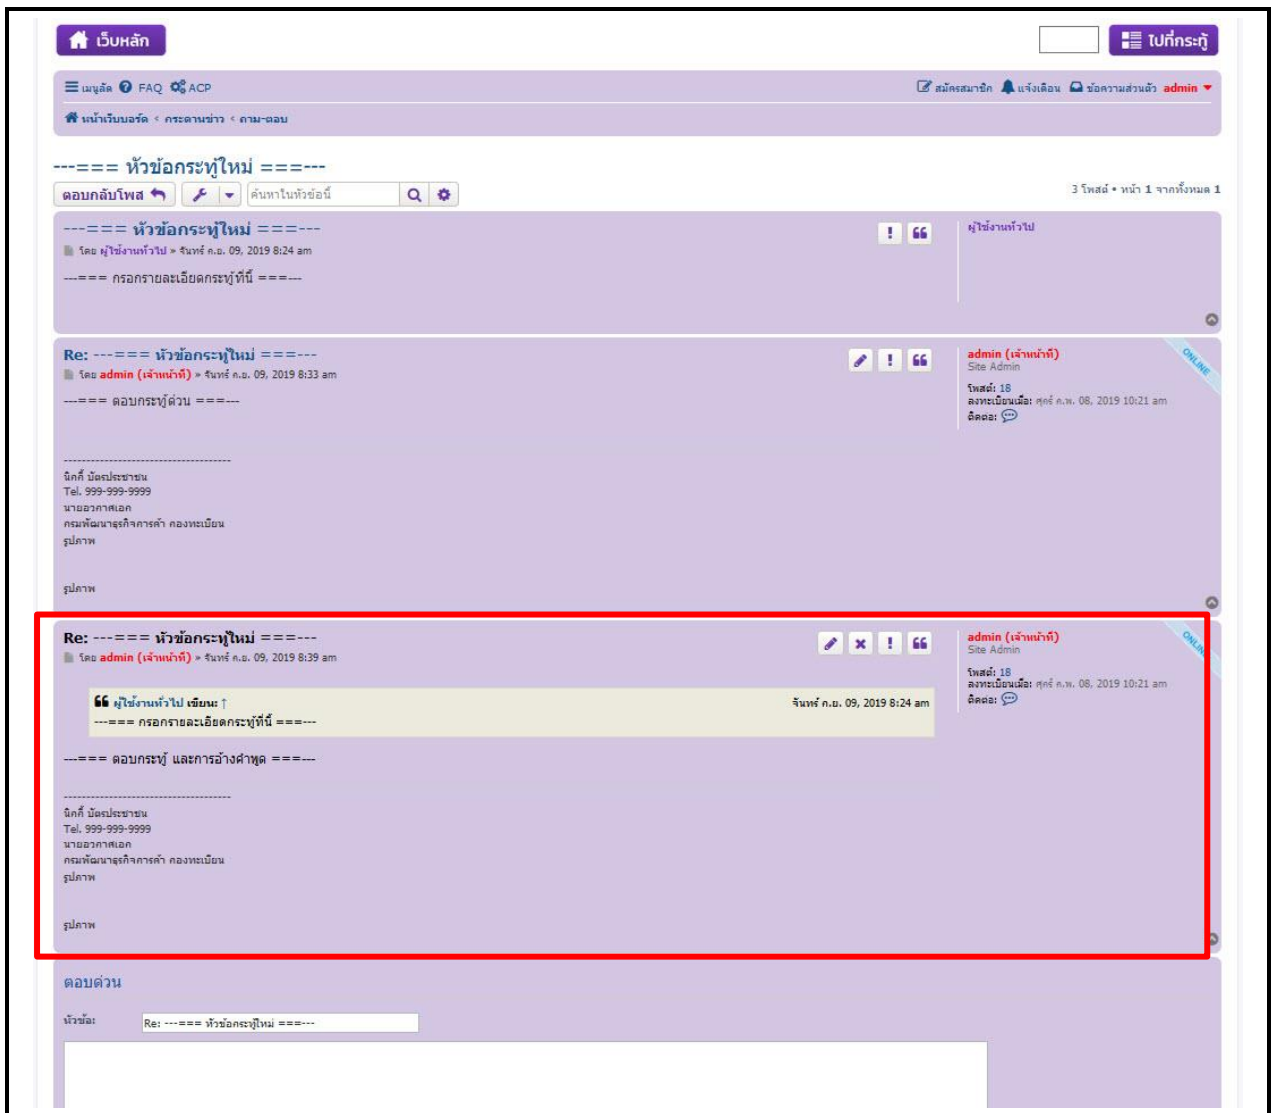 เว็บหลัก
ไปที่กระทู้
เมนูลัด FAQ ACP
สมัครสมาชิก แจ้งเตือน ข้อความส่วนตัว admin
หน้าเว็บบอร์ด ‹ กระดานข่าว ‹ ถาม-ตอบ
---=== หัวข้อกระทู้ใหม่ ===---
ตอบกลับโพส
ค้นหาในหัวข้อนี้
3 โพสต์ • หน้า 1 จากทั้งหมด 1
---=== หัวข้อกระทู้ใหม่ ===---
โดย ผู้ใช้งานทั่วไป » จันทร์ ก.ย. 09, 2019 8:24 am
---=== กรอกรายละเอียดกระทู้ที่นี้ ===---
ผู้ใช้งานทั่วไป
Re: ---=== หัวข้อกระทู้ใหม่ ===---
โดย admin (เจ้าหน้าที่) » จันทร์ ก.ย. 09, 2019 8:33 am
---=== ตอบกระทู้ด่วน ===---
admin (เจ้าหน้าที่)
Site Admin
โพสต์: 18
ลงทะเบียนเมื่อ: ศุกร์ ก.พ. 08, 2019 10:21 am
ติดต่อ:
ONLINE
-------------------------------------
นิคกี้ บัตรประชาชน
Tel. 999-999-9999
นายอวกาศเอก
กรมพัฒนาธุรกิจการค้า กองทะเบียน
รูปภาพ
รูปภาพ
Re: ---=== หัวข้อกระทู้ใหม่ ===---
โดย admin (เจ้าหน้าที่) » จันทร์ ก.ย. 09, 2019 8:39 am
ผู้ใช้งานทั่วไป เขียน: ↑
จันทร์ ก.ย. 09, 2019 8:24 am
---=== กรอกรายละเอียดกระทู้ที่นี้ ===---
---=== ตอบกระทู้ และการอ้างคำพูด ===---
admin (เจ้าหน้าที่)
Site Admin
โพสต์: 18
ลงทะเบียนเมื่อ: ศุกร์ ก.พ. 08, 2019 10:21 am
ติดต่อ:
ONLINE
-------------------------------------
นิคกี้ บัตรประชาชน
Tel. 999-999-9999
นายอวกาศเอก
กรมพัฒนาธุรกิจการค้า กองทะเบียน
รูปภาพ
รูปภาพ
ตอบด่วน
หัวข้อ:
Re: ---=== หัวข้อกระทู้ใหม่ ===---